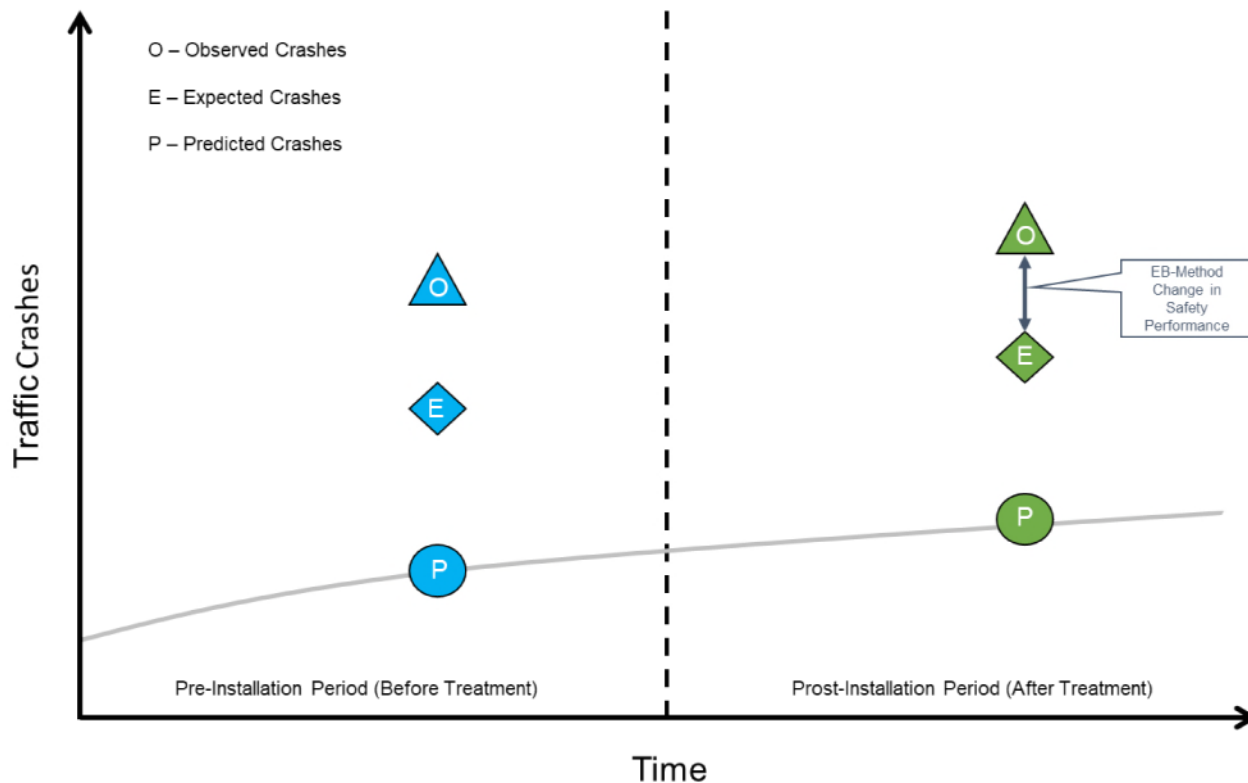 O – Observed Crashes
E – Expected Crashes
P – Predicted Crashes
Traffic Crashes
O
E
P
O
E
P
EB-Method
Change in
Safety
Performance
Pre-Installation Period (Before Treatment)
Prost-Installation Period (After Treatment)
Time